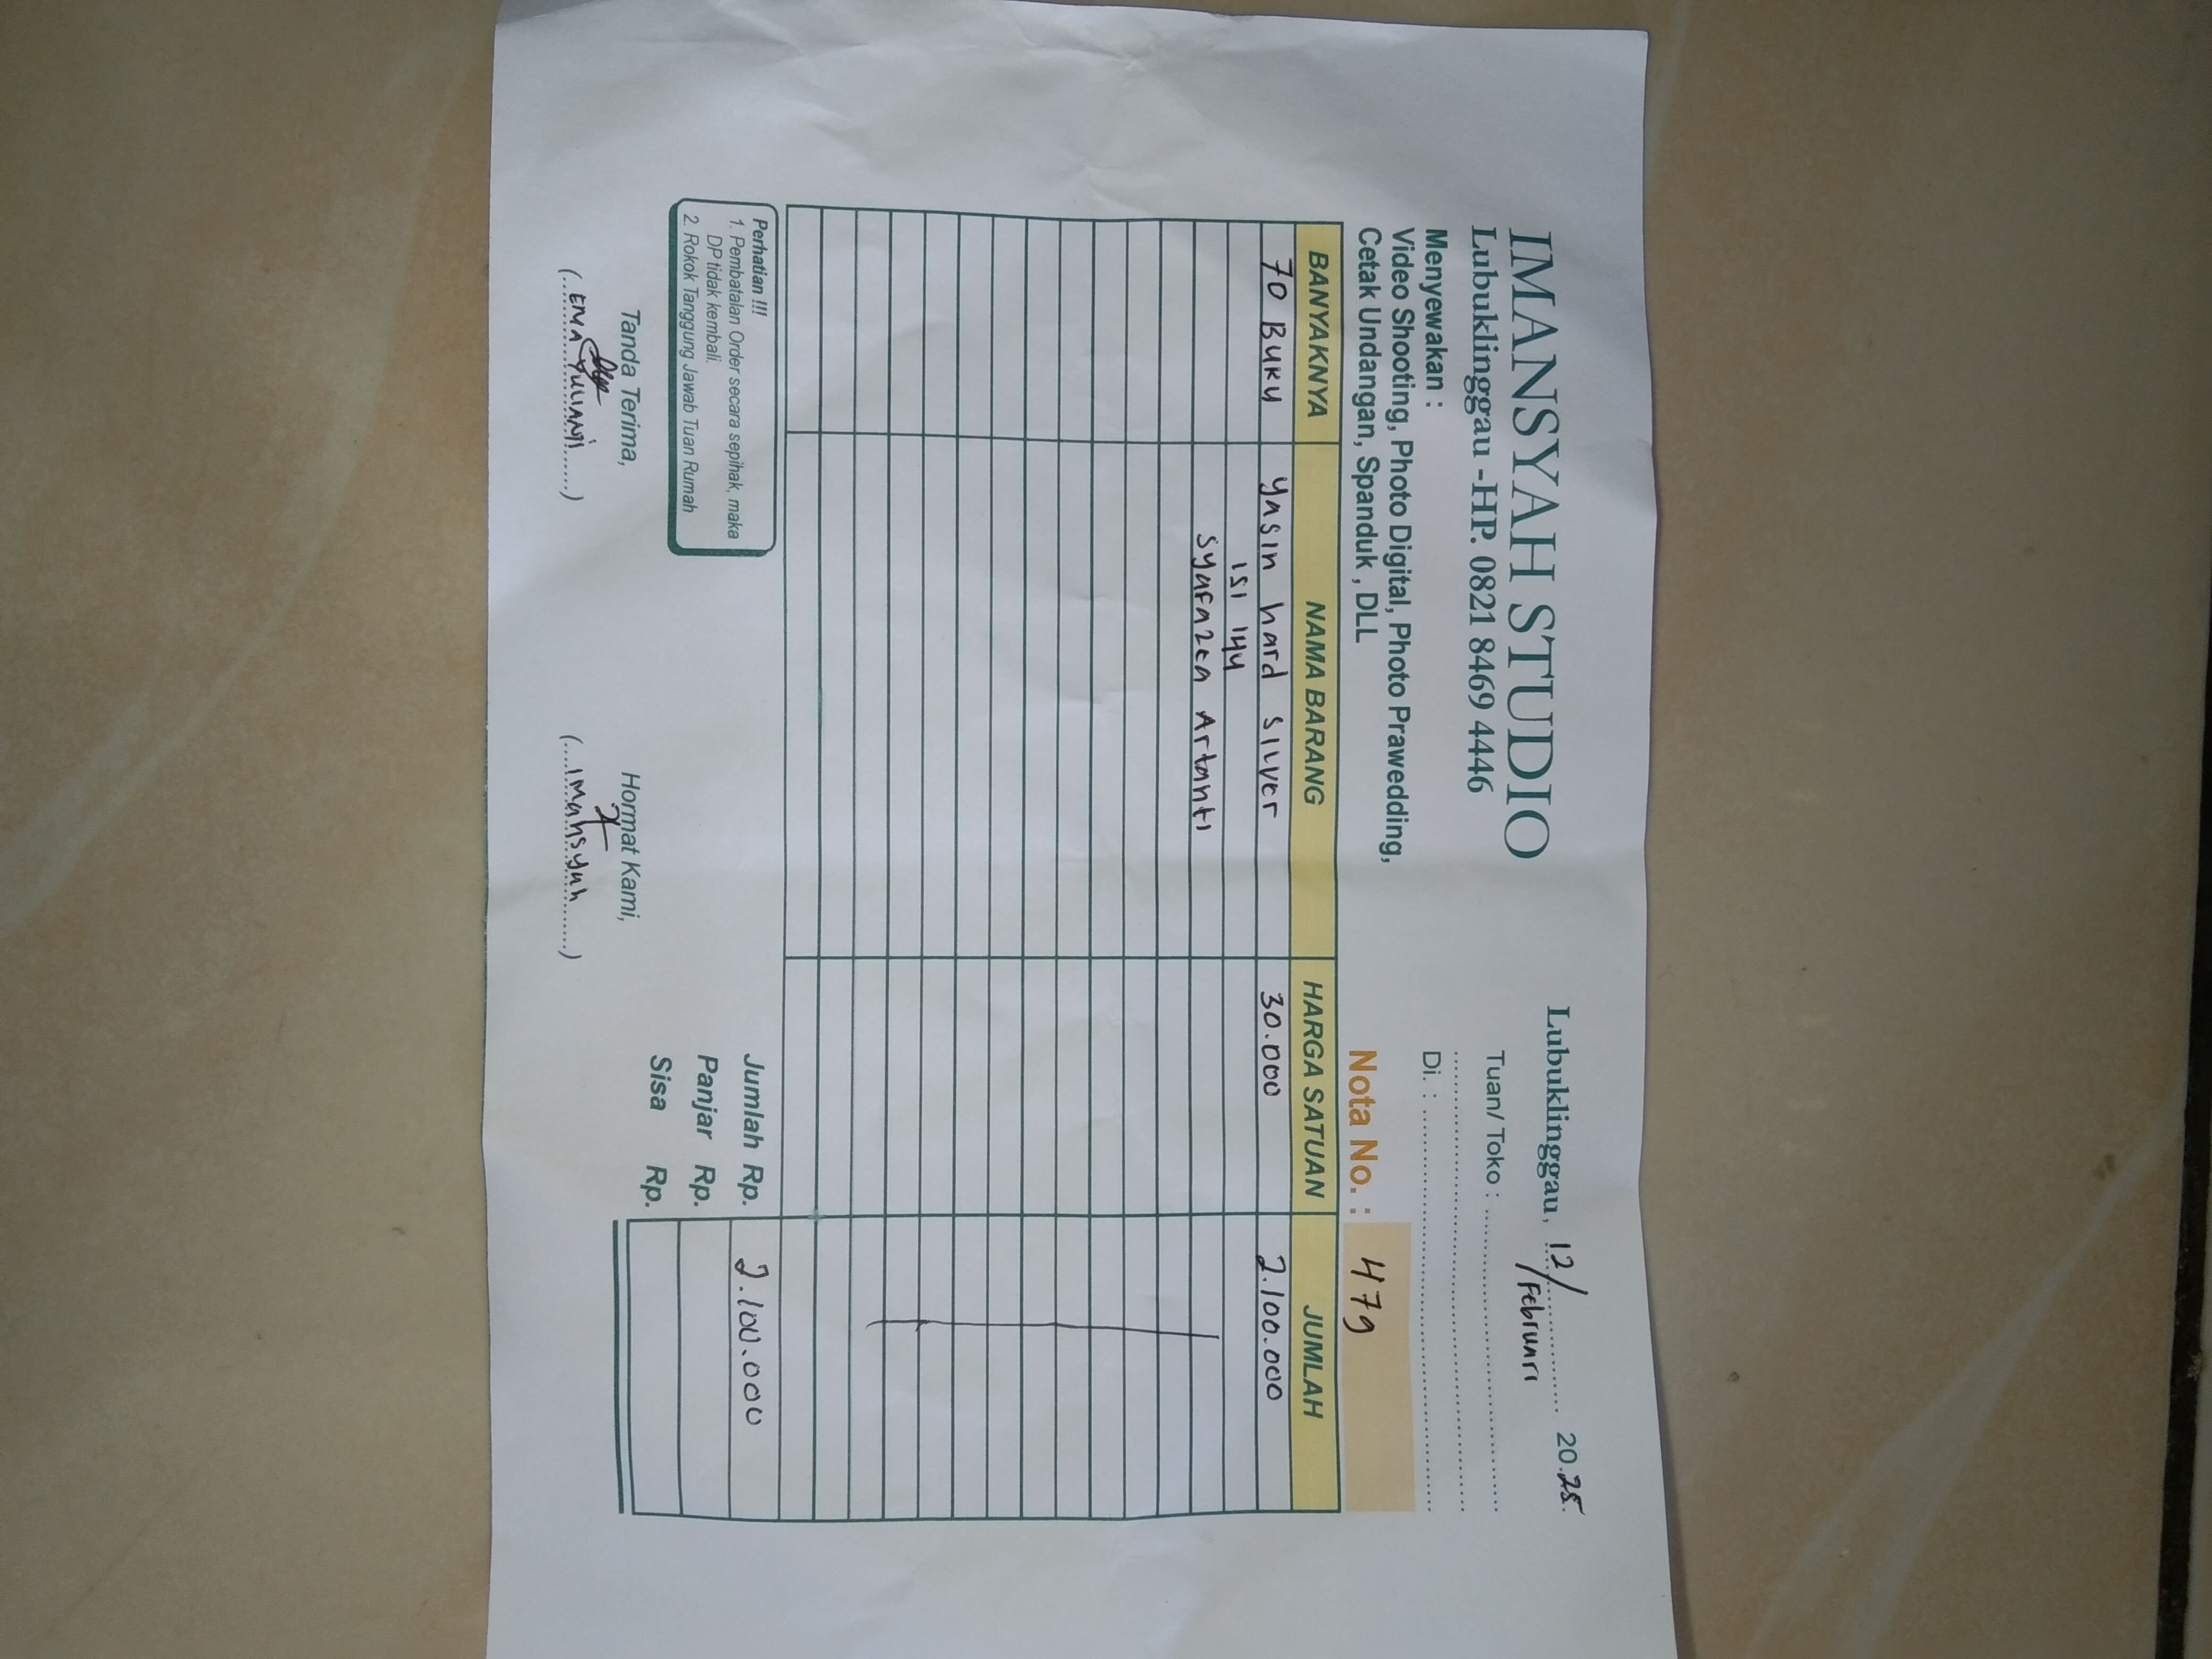 IMANSYAH STUDIO
Lubuklinggau -HP. 0821 8469 4446
Menyewakan :
Video Shooting, Photo Digital, Photo Prawedding,
Cetak Undangan, Spanduk , DLL
Lubuklinggau, 12/Februari 20.25.
Tuan/ Toko :
Di. :
Nota No. : 479
BANYAKNYA NAMA BARANG HARGA SATUAN JUMLAH
70 Buku yasin hard silver 30.000 2.100.000
isi 144
syafazea Artanti
Jumlah Rp. 2.100.000
Panjar Rp.
Sisa Rp.
Perhatian !!!
1. Pembatalan Order secara sepihak, maka
DP tidak kembali.
2. Rokok Tanggung Jawab Tuan Rumah
Tanda Terima, Hormat Kami,
(EMA YULIANI) (Imansyah)